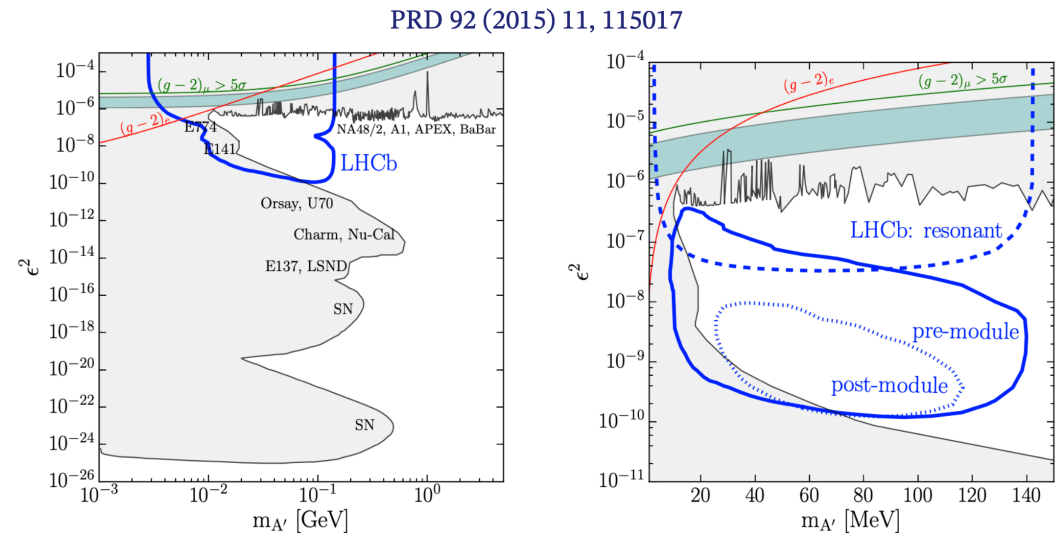 PRD 92 (2015) 11, 115017
10⁻⁴
10⁻⁶
10⁻⁸
10⁻¹⁰
10⁻¹²
10⁻¹⁴
10⁻¹⁶
10⁻¹⁸
10⁻²⁰
10⁻²²
10⁻²⁴
10⁻²⁶
ϵ²
(g − 2)μ > 5σ
(g − 2)e
E774
NA48/2, A1, APEX, BaBar
E141
LHCb
Orsay, U70
Charm, Nu-Cal
E137, LSND
SN
SN
10⁻³
10⁻²
10⁻¹
10⁰
mA′ [GeV]
10⁻⁴
10⁻⁵
10⁻⁶
10⁻⁷
10⁻⁸
10⁻⁹
10⁻¹⁰
10⁻¹¹
ϵ²
(g − 2)e
(g − 2)μ > 5σ
LHCb: resonant
pre-module
post-module
20 40 60 80 100 120 140
mA′ [MeV]